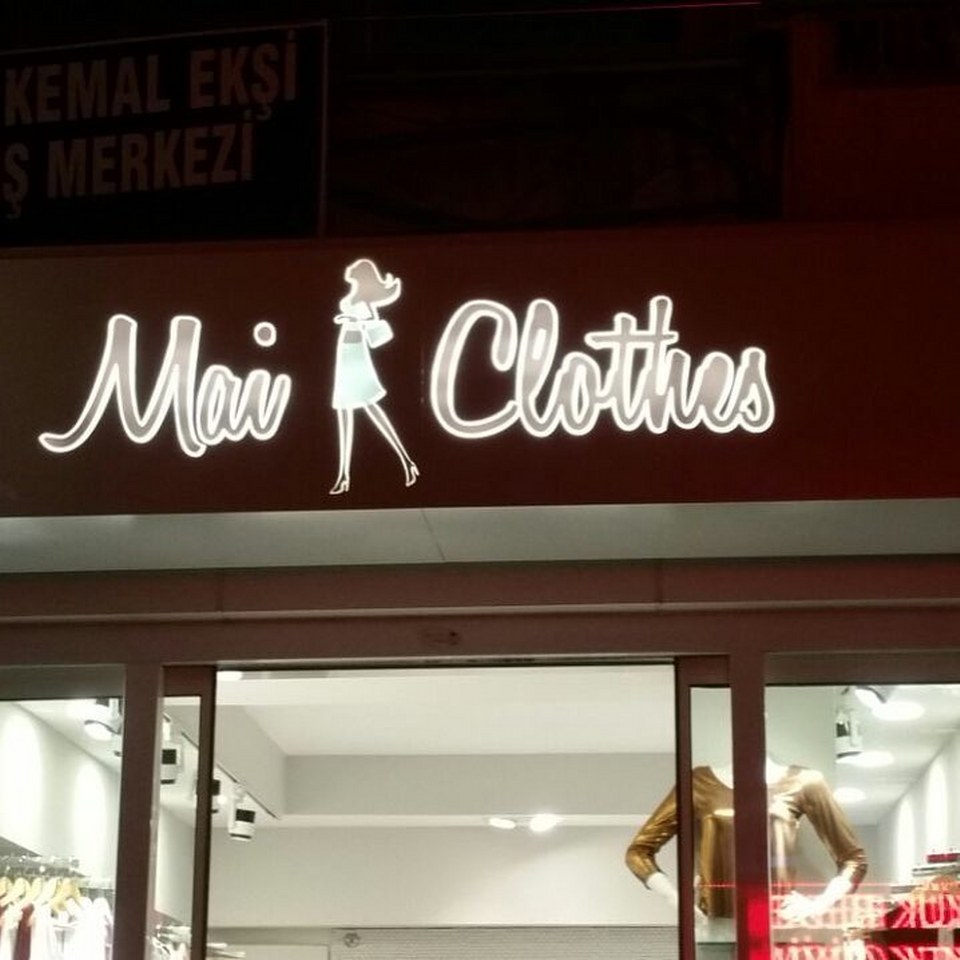 KEMAL EKŞİ
Ş MERKEZİ
Mai Clothes